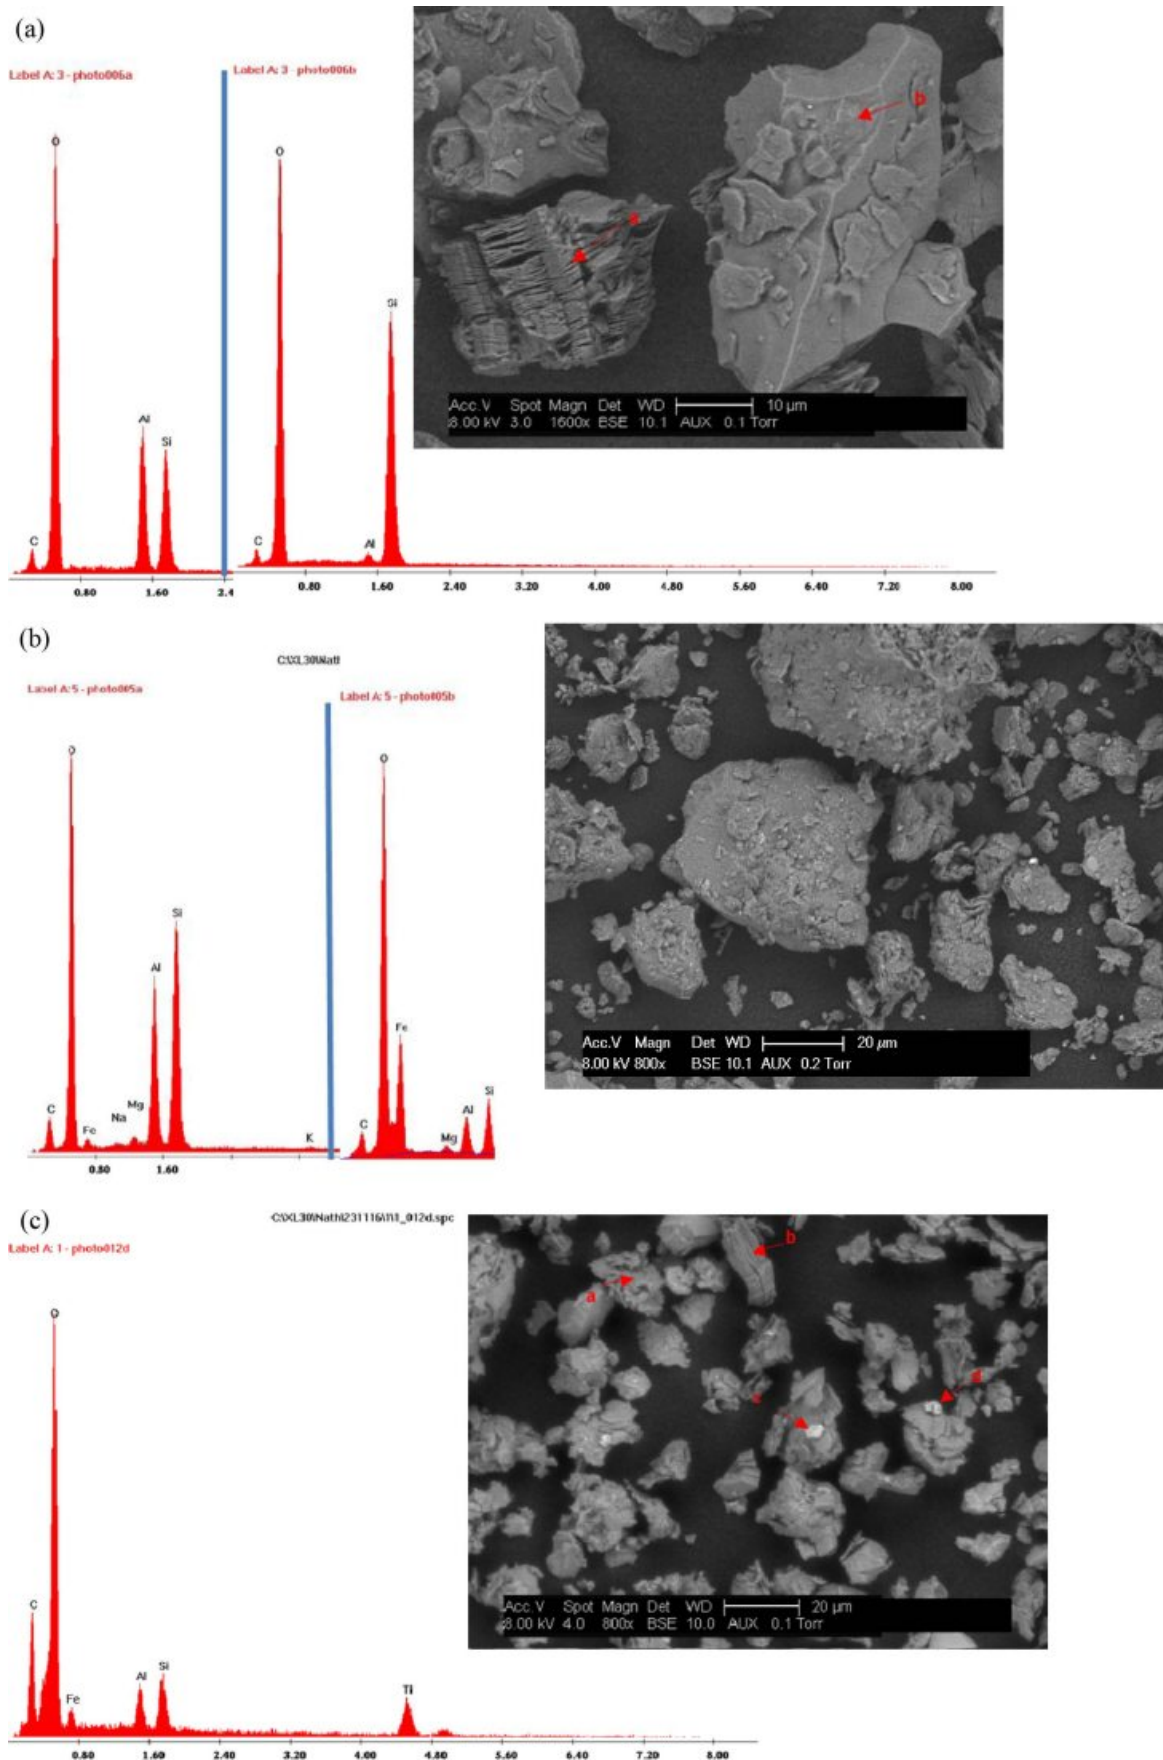 (a)
Label A: 3 - photo006a
Label A: 3 - photo006b
O
Al
Si
C
O
Si
C
Al
0.80 1.60 2.4
0.80 1.60 2.40 3.20 4.00 4.80 5.60 6.40 7.20 8.00
a
b
Acc.V Spot Magn Det WD 10 µm
8.00 kV 3.0 1600x BSE 10.1 AUX 0.1 Torr
(b)
Label A: 5 - photo005a
Label A: 5 - photo005b
O
Si
Al
C
Fe
Na
Mg
K
O
Fe
C
Mg
Al
Si
0.80 1.60
Acc.V Magn Det WD 20 µm
8.00 kV 800x BSE 10.1 AUX 0.2 Torr
(c)
Label A: 1 - photo012d
O
C
Fe
Al
Si
Ti
0.80 1.60 2.40 3.20 4.00 4.80 5.60 6.40 7.20 8.00
a
b
c
d
Acc.V Spot Magn Det WD 20 µm
8.00 kV 4.0 800x BSE 10.0 AUX 0.1 Torr